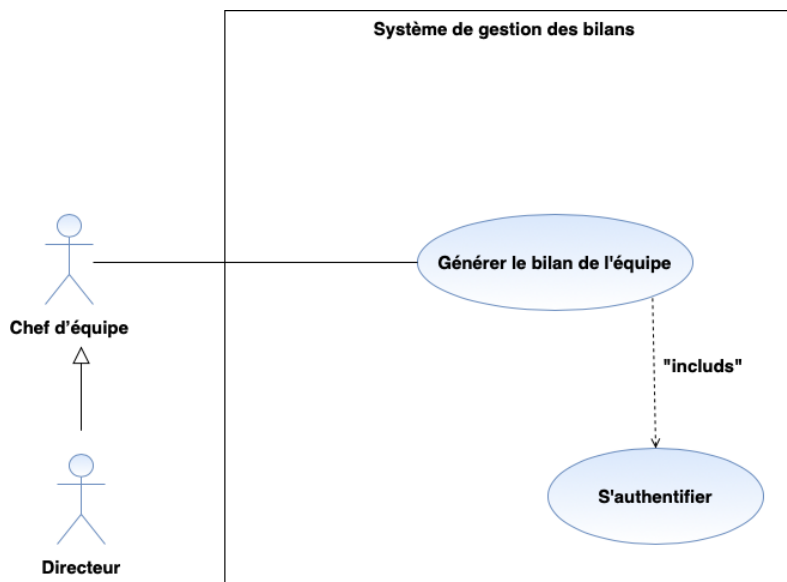 Système de gestion des bilans
Générer le bilan de l'équipe
Chef d’équipe
"includs"
S'authentifier
Directeur